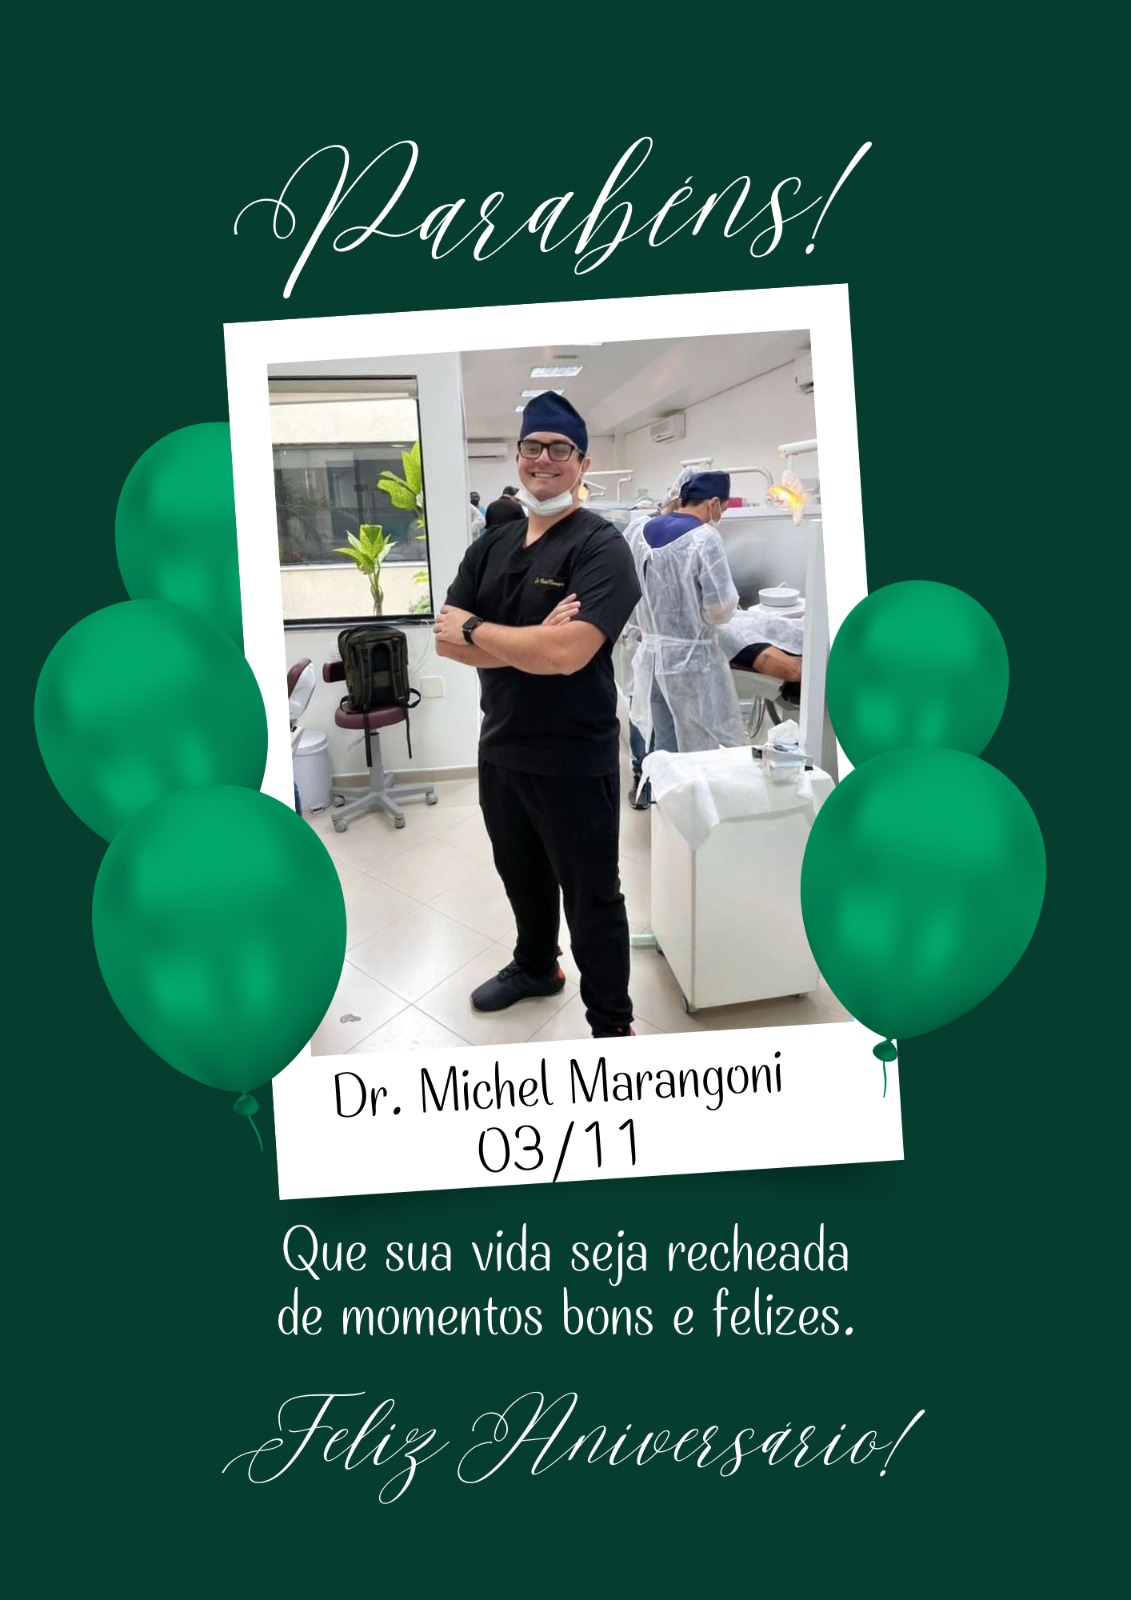 Parabéns!
Dr. Michel Marangoni
03/11
Que sua vida seja recheada
de momentos bons e felizes.
Feliz Aniversário!